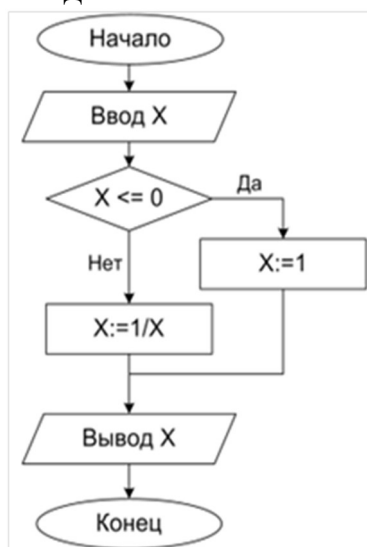 Начало
Ввод X
X <= 0
Да
Нет
X:=1
X:=1/X
Вывод X
Конец